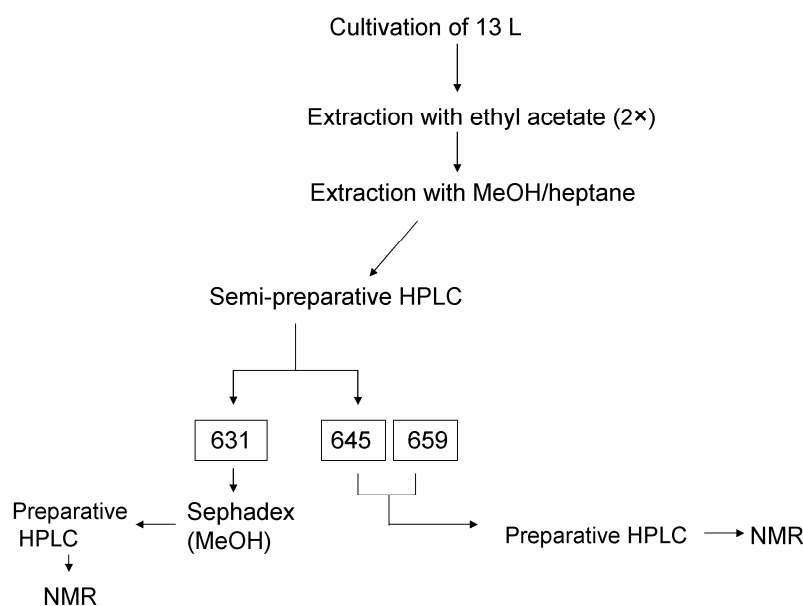 Cultivation of 13 L
Extraction with ethyl acetate (2×)
Extraction with MeOH/heptane
Semi-preparative HPLC
631
645
659
Sephadex
(MeOH)
Preparative
HPLC
NMR
Preparative HPLC
NMR